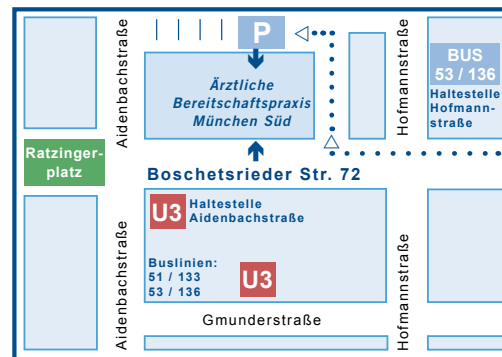 P
Aidenbachstraße
Hofmannstraße
BUS
53 / 136
Haltestelle
Hofmann-
straße
Ärztliche
Bereitschaftspraxis
München Süd
Ratzinger-
platz
Boschetsrieder Str. 72
U3
Haltestelle
Aidenbachstraße
Buslinien:
51 / 133
53 / 136
U3
Aidenbachstraße
Hofmannstraße
Gmunderstraße